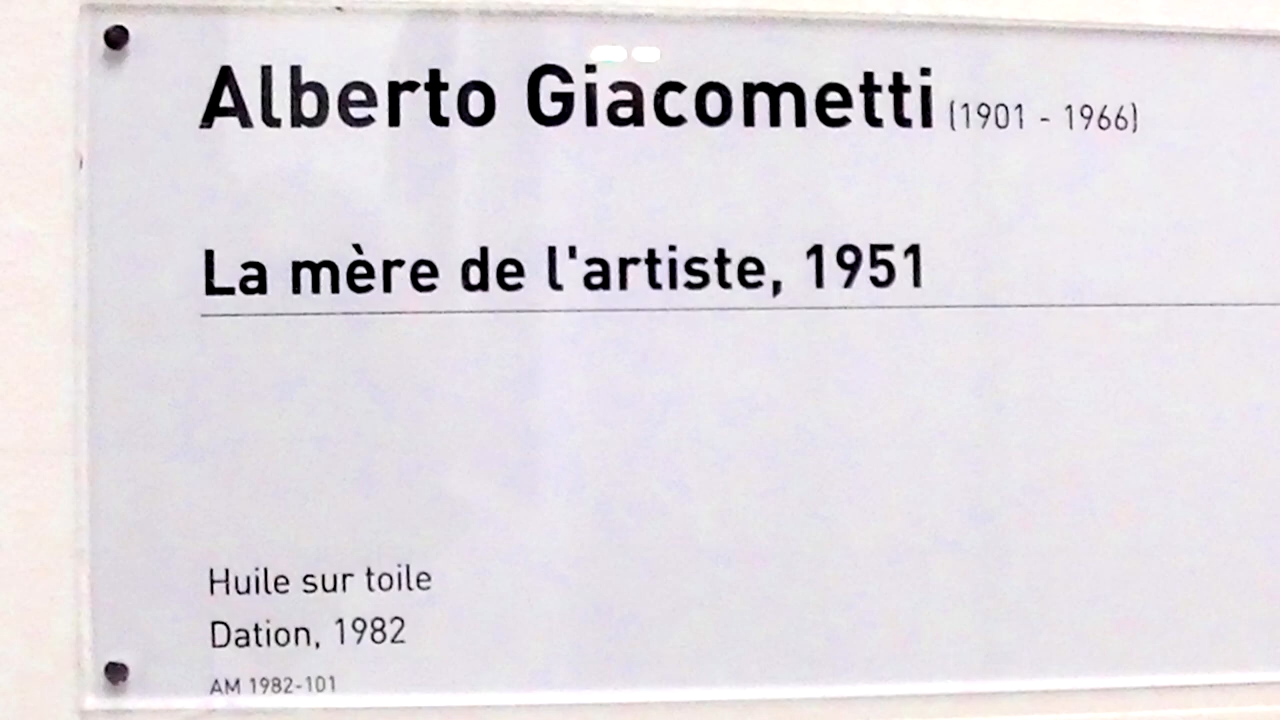 Alberto Giacometti (1901 - 1966)
La mère de l'artiste, 1951
Huile sur toile
Dation, 1982
AM 1982-101